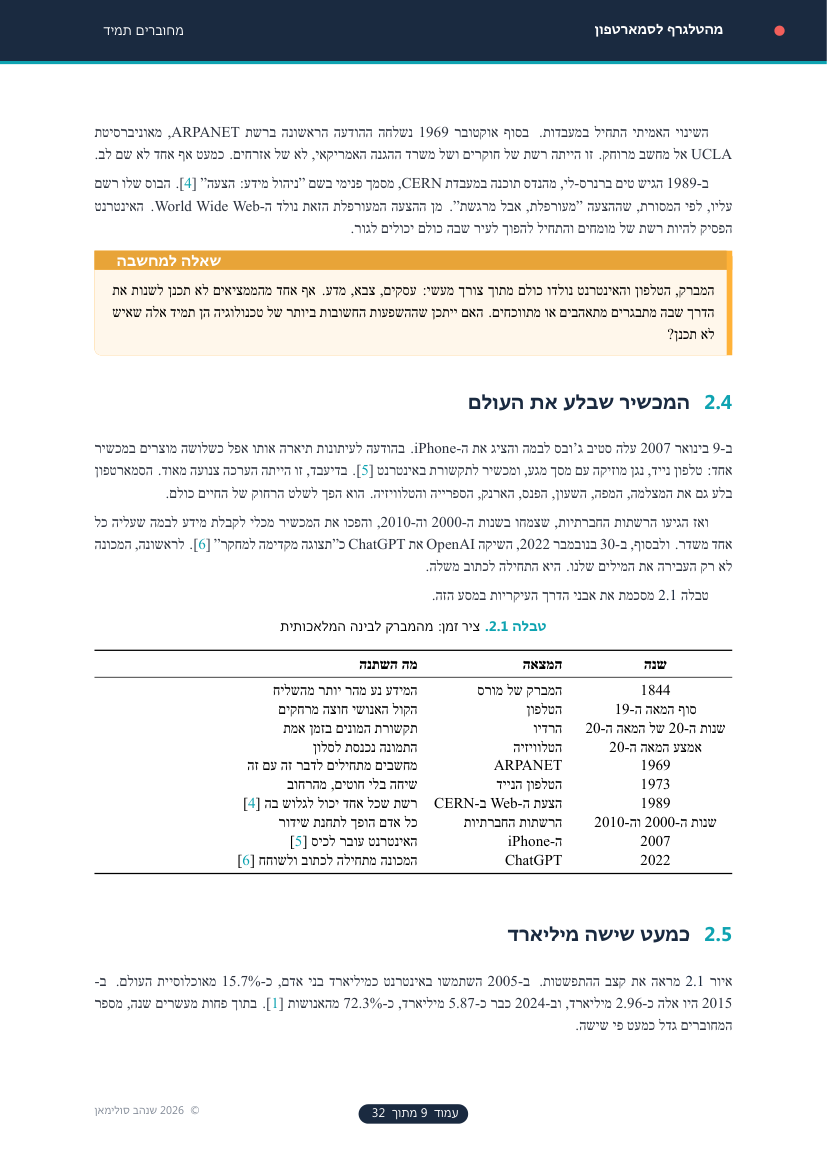 מהטלגרף לסמארטפון
מחוברים תמיד
השינוי האמיתי התחיל במעבדות. בסוף אוקטובר 1969 נשלחה ההודעה הראשונה ברשת ARPANET, מאוניברסיטת
UCLA אל מחשב מרוחק. זו הייתה רשת של חוקרים ושל משרד ההגנה האמריקאי, לא של אזרחים. כמעט אף אחד לא שם לב.
ב-1989 הגיש טים ברנרס-לי, מהנדס תוכנה במעבדת CERN, מסמך פנימי בשם ”ניהול מידע: הצעה” [4]. הבוס שלו רשם
עליו, לפי המסורת, שההצעה ”מעורפלת, אבל מרגשת”. מן ההצעה המעורפלת הזאת נולד ה-World Wide Web. האינטרנט
הפסיק להיות רשת של מומחים והתחיל להפוך לעיר שבה כולם יכולים לגור.
שאלה למחשבה
המברק, הטלפון והאינטרנט נולדו כולם מתוך צורך מעשי: עסקים, צבא, מדע. אף אחד מהממציאים לא תכנן לשנות את
הדרך שבה מתבגרים מתאהבים או מתווכחים. האם ייתכן שההשפעות החשובות ביותר של טכנולוגיה הן תמיד אלה שאיש
לא תכנן?
2.4 המכשיר שבלע את העולם
ב-9 בינואר 2007 עלה סטיב ג'ובס לבמה והציג את ה-iPhone. בהודעה לעיתונות תיארה אותו אפל כשלושה מוצרים במכשיר
אחד: טלפון נייד, נגן מוזיקה עם מסך מגע, ומכשיר לתקשורת באינטרנט [5]. בדיעבד, זו הייתה הערכה צנועה מאוד. הסמארטפון
בלע גם את המצלמה, המפה, השעון, הפנס, הארנק, הספרייה והטלוויזיה. הוא הפך לשלט הרחוק של החיים כולם.
ואז הגיעו הרשתות החברתיות, שצמחו בשנות ה-2000 וה-2010, והפכו את המכשיר מכלי לקבלת מידע לבמה שעליה כל
אחד משדר. ולבסוף, ב-30 בנובמבר 2022, השיקה OpenAI את ChatGPT כ”תצוגה מקדימה למחקר” [6]. לראשונה, המכונה
לא רק העבירה את המילים שלנו. היא התחילה לכתוב משלה.
טבלה 2.1 מסכמת את אבני הדרך העיקריות במסע הזה.
טבלה 2.1. ציר זמן: מהמברק לבינה המלאכותית
שנה המצאה מה השתנה
1844 המברק של מורס המידע נע מהר יותר מהשליח
סוף המאה ה-19 הטלפון הקול האנושי חוצה מרחקים
שנות ה-20 של המאה ה-20 הרדיו תקשורת המונים בזמן אמת
אמצע המאה ה-20 הטלוויזיה התמונה נכנסת לסלון
1969 ARPANET מחשבים מתחילים לדבר זה עם זה
1973 הטלפון הנייד שיחה בלי חוטים, מהרחוב
1989 הצעת ה-Web ב-CERN רשת שכל אחד יכול לגלוש בה [4]
שנות ה-2000 וה-2010 הרשתות החברתיות כל אדם הופך לתחנת שידור
2007 ה-iPhone האינטרנט עובר לכיס [5]
2022 ChatGPT המכונה מתחילה לכתוב ולשוחח [6]
2.5 כמעט שישה מיליארד
איור 2.1 מראה את קצב ההתפשטות. ב-2005 השתמשו באינטרנט כמיליארד בני אדם, כ-15.7% מאוכלוסיית העולם. ב-
2015 היו אלה כ-2.96 מיליארד, וב-2024 כבר כ-5.87 מיליארד, כ-72.3% מהאנושות [1]. בתוך פחות מעשרים שנה, מספר
המחוברים גדל כמעט פי שישה.
עמוד 9 מתוך 32
© 2026 שנהב סולימאן